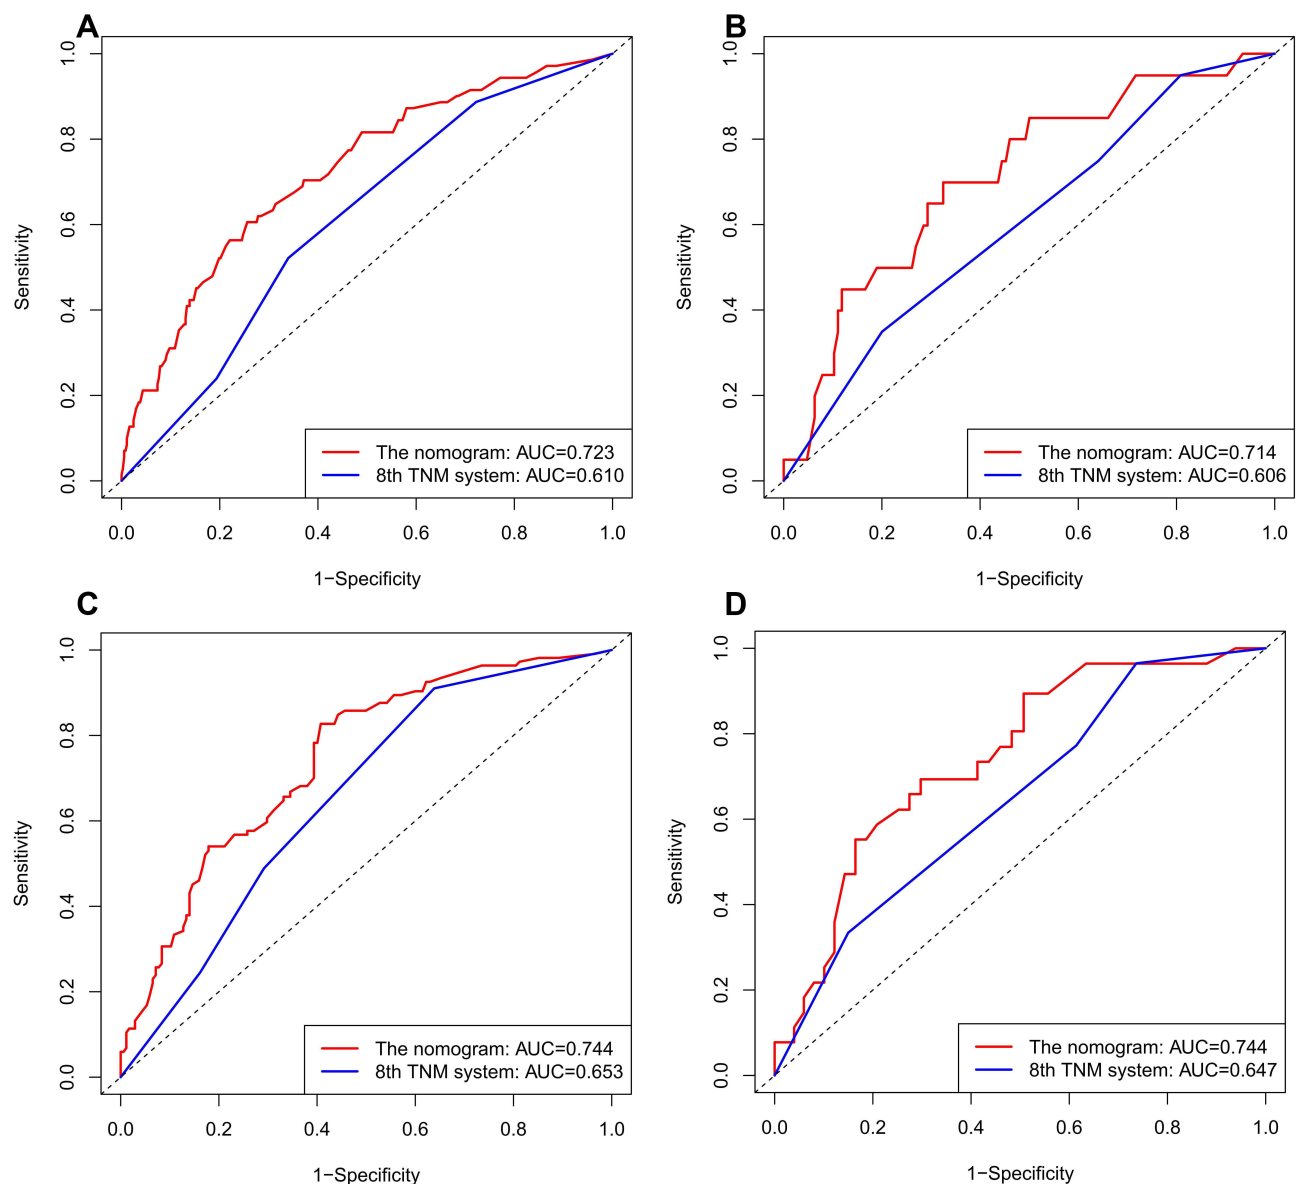 A
Sensitivity
0.0 0.2 0.4 0.6 0.8 1.0
The nomogram: AUC=0.723
8th TNM system: AUC=0.610
0.0 0.2 0.4 0.6 0.8 1.0
1−Specificity
B
Sensitivity
0.0 0.2 0.4 0.6 0.8 1.0
The nomogram: AUC=0.714
8th TNM system: AUC=0.606
0.0 0.2 0.4 0.6 0.8 1.0
1−Specificity
C
Sensitivity
0.0 0.2 0.4 0.6 0.8 1.0
The nomogram: AUC=0.744
8th TNM system: AUC=0.653
0.0 0.2 0.4 0.6 0.8 1.0
1−Specificity
D
Sensitivity
0.0 0.2 0.4 0.6 0.8 1.0
The nomogram: AUC=0.744
8th TNM system: AUC=0.647
0.0 0.2 0.4 0.6 0.8 1.0
1−Specificity